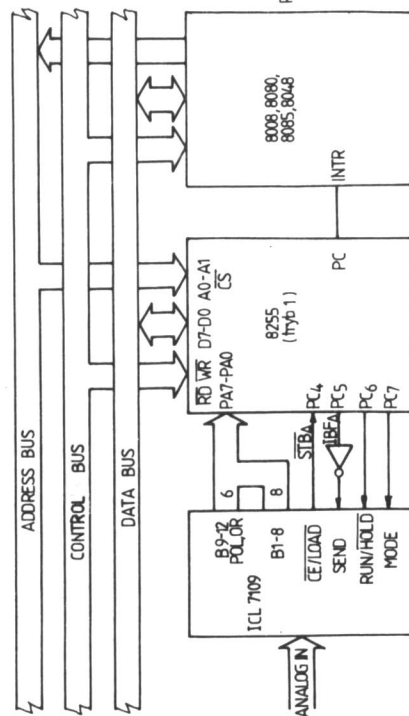 ADDRESS BUS
CONTROL BUS
DATA BUS
8008, 8080,
8085, 8048
INTR
RD WR D7-D0 A0-A1
CS
PA7-PA0
8255
(tryb 1)
PC
STBA PC4
IBFA PC5
PC6
PC7
B9-12
POL,OR
6
8
B1-8
ICL 7109
CE/LOAD
SEND
RUN/HOLD
MODE
ANALOG IN